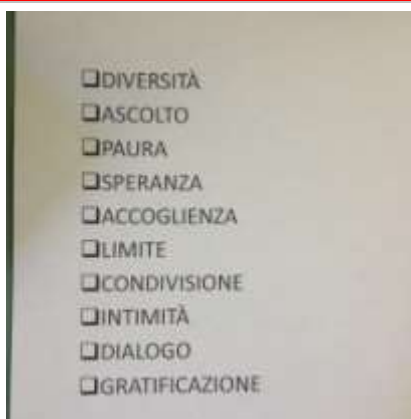 ❑DIVERSITÀ
❑ASCOLTO
❑PAURA
❑SPERANZA
❑ACCOGLIENZA
❑LIMITE
❑CONDIVISIONE
❑INTIMITÀ
❑DIALOGO
❑GRATIFICAZIONE